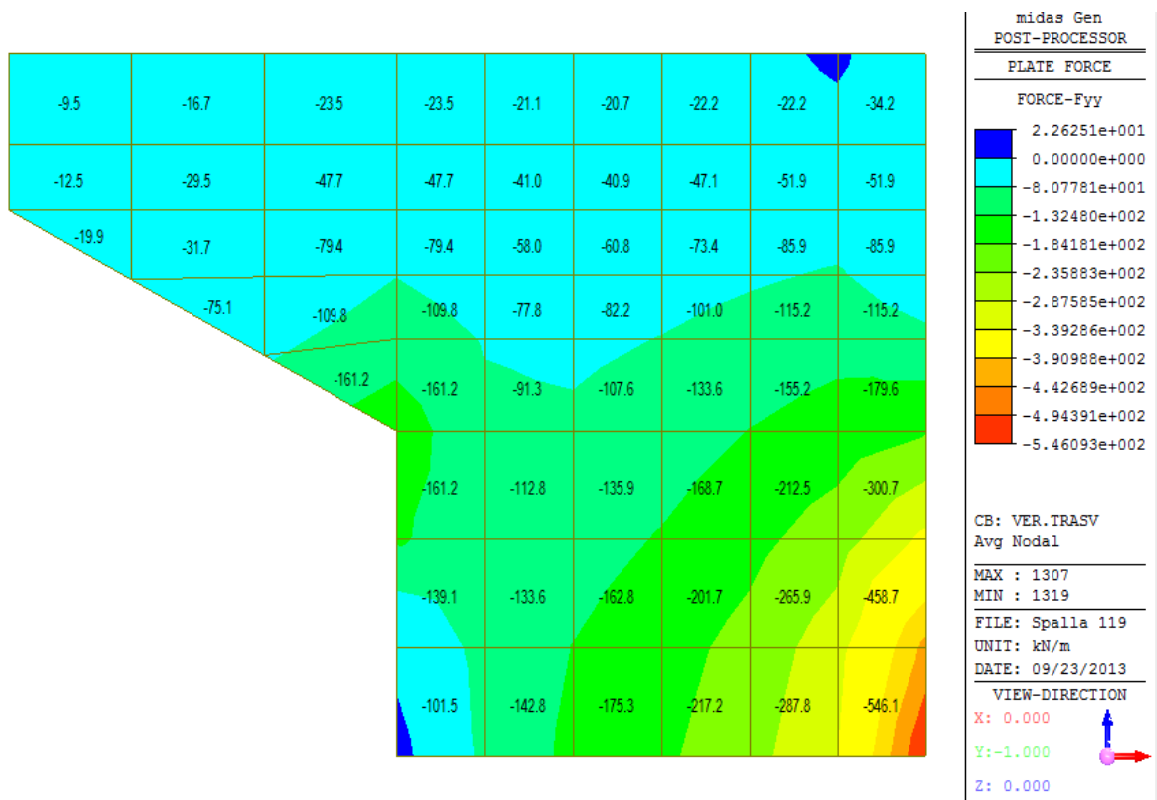 midas Gen
POST-PROCESSOR
PLATE FORCE
FORCE-Fyy
2.26251e+001
0.00000e+000
-8.07781e+001
-1.32480e+002
-1.84181e+002
-2.35883e+002
-2.87585e+002
-3.39286e+002
-3.90988e+002
-4.42689e+002
-4.94391e+002
-5.46093e+002
CB: VER.TRASV
Avg Nodal
MAX : 1307
MIN : 1319
FILE: Spalla 119
UNIT: kN/m
DATE: 09/23/2013
VIEW-DIRECTION
X: 0.000
Y:-1.000
Z: 0.000
-9.5 -16.7 -23.5 -23.5 -21.1 -20.7 -22.2 -22.2 -34.2
-12.5 -29.5 -47.7 -47.7 -41.0 -40.9 -47.1 -51.9 -51.9
-19.9 -31.7 -79.4 -79.4 -58.0 -60.8 -73.4 -85.9 -85.9
-75.1 -109.8 -109.8 -77.8 -82.2 -101.0 -115.2 -115.2
-161.2 -161.2 -91.3 -107.6 -133.6 -155.2 -179.6
-161.2 -112.8 -135.9 -168.7 -212.5 -300.7
-139.1 -133.6 -162.8 -201.7 -265.9 -458.7
-101.5 -142.8 -175.3 -217.2 -287.8 -546.1